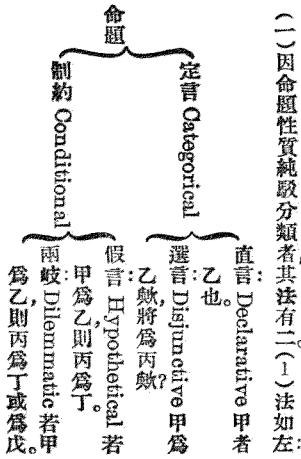 (一)因命題性質純駁分類者,其法有二。(1)法如左:
命題
定言 Categorical
制約 Conditional
直言:Declarative 甲者
乙也。
選言:Disjunctive 甲爲
乙歟,將爲丙歟?
假言:Hypothetical 若
甲爲乙,則丙爲丁。
兩岐:Dilemmatic 若甲
爲乙,則丙爲丁或爲戊。